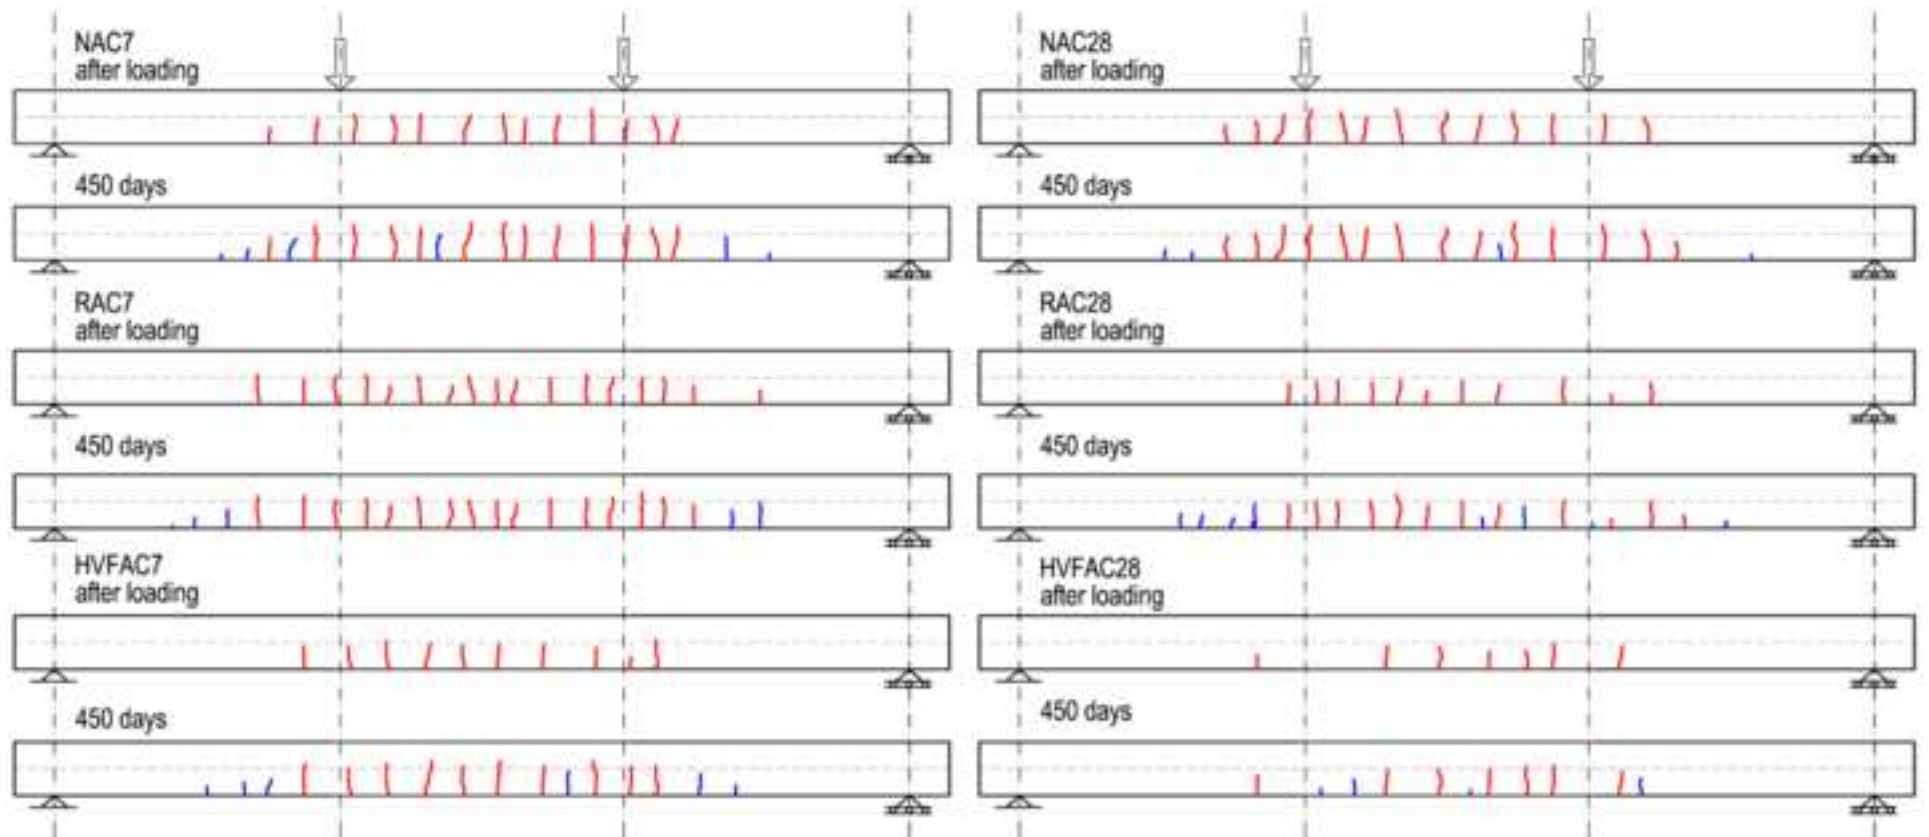 NAC7
after loading
450 days
RAC7
after loading
450 days
HVFAC7
after loading
450 days
NAC28
after loading
450 days
RAC28
after loading
450 days
HVFAC28
after loading
450 days